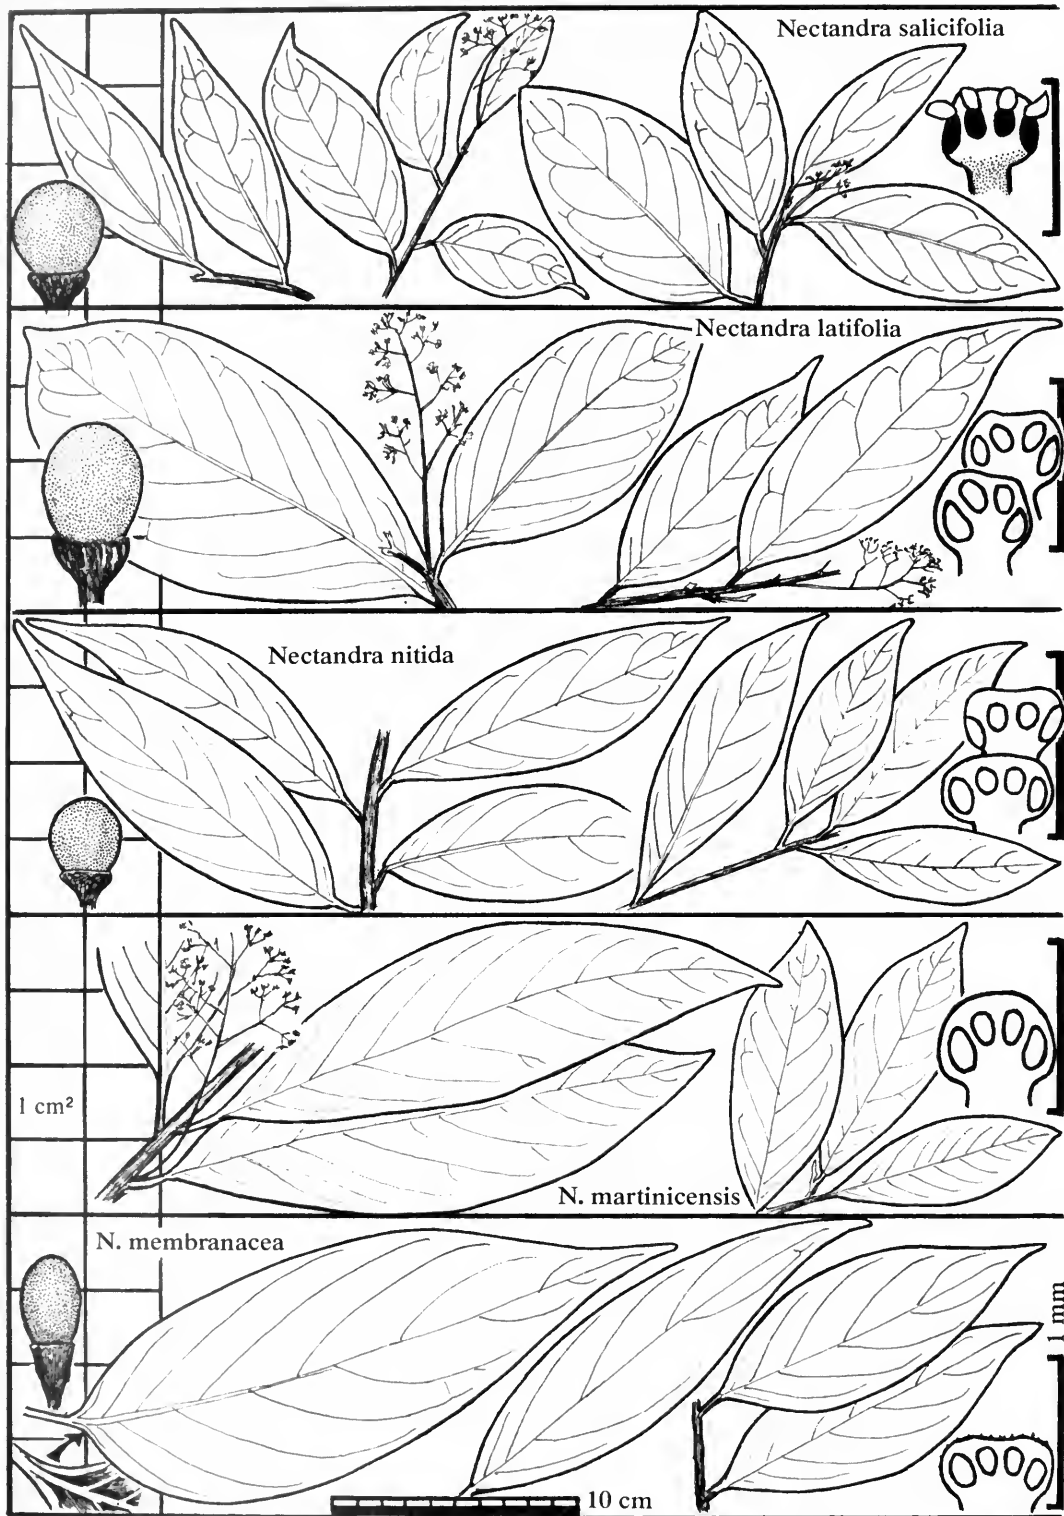 Nectandra salicifolia
Nectandra latifolia
Nectandra nitida
1 cm²
N. martinicensis
N. membranacea
1 mm
10 cm